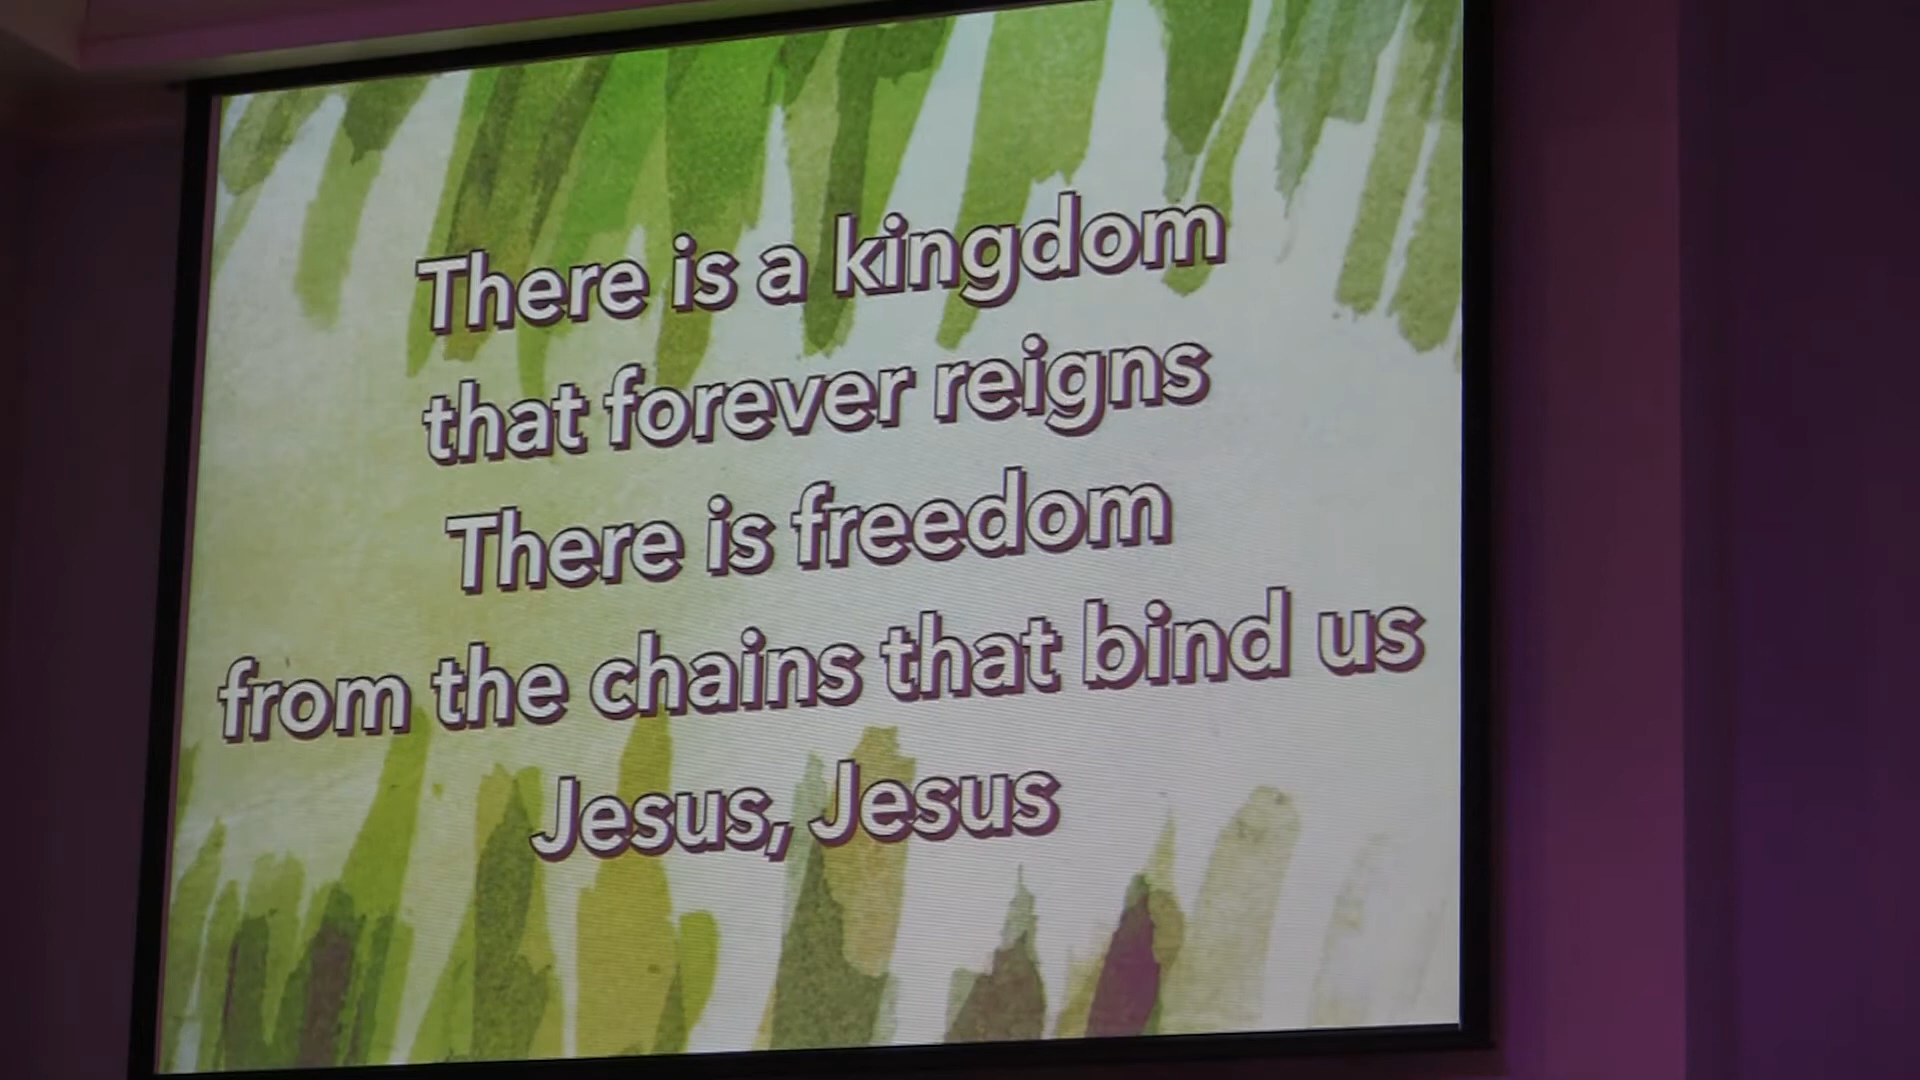 There is a kingdom
that forever reigns
There is freedom
from the chains that bind us
Jesus, Jesus